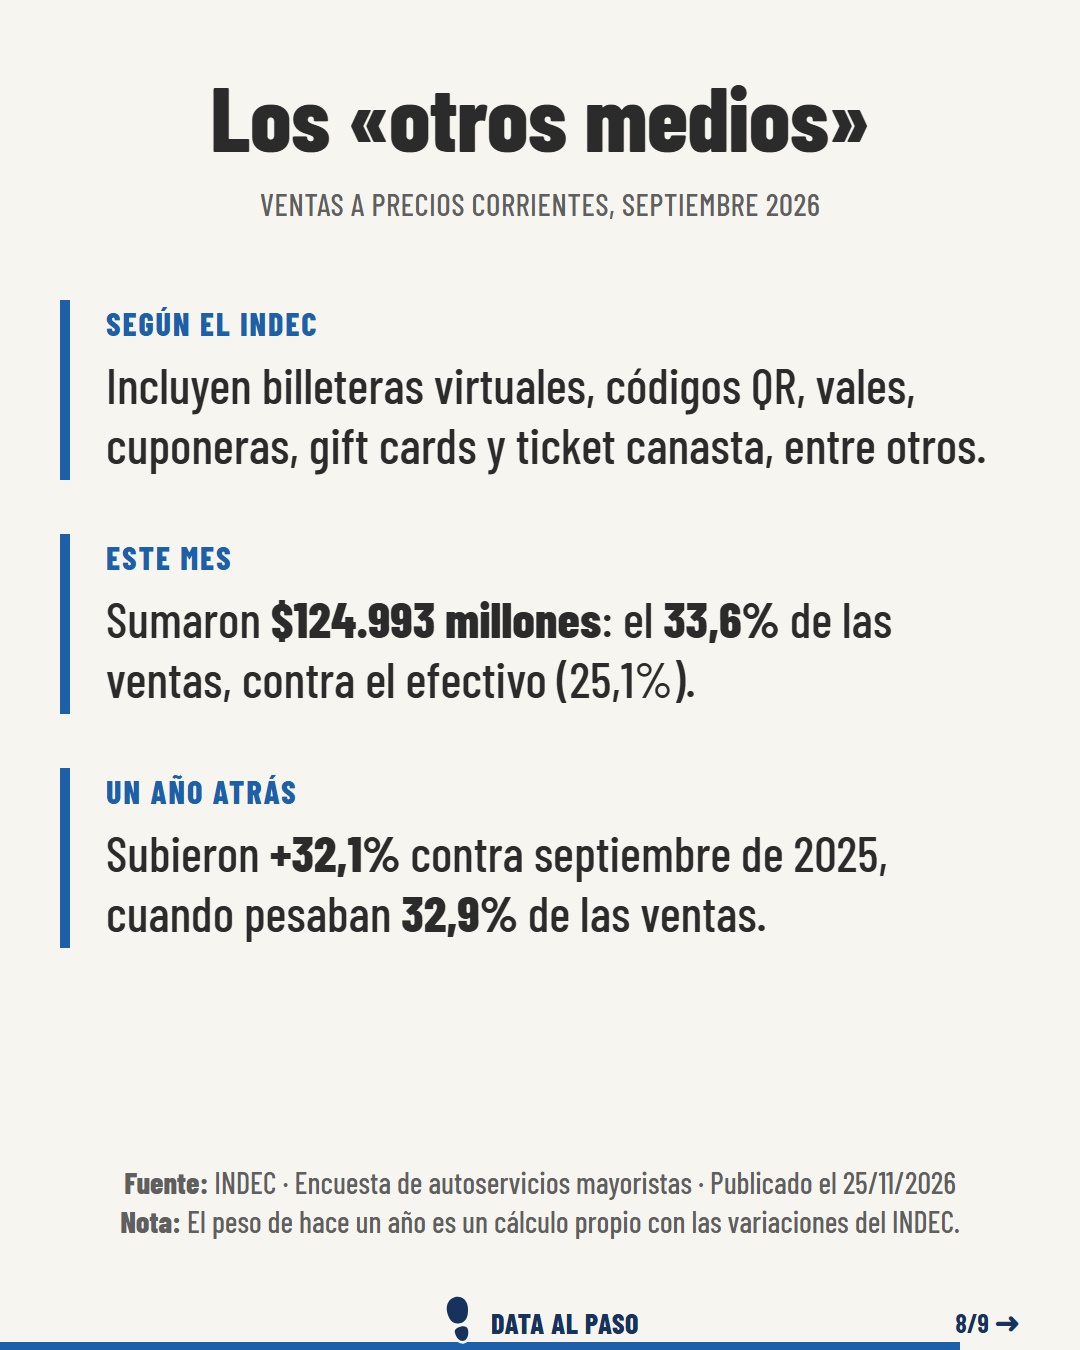 Los «otros medios»
VENTAS A PRECIOS CORRIENTES, SEPTIEMBRE 2026
SEGÚN EL INDEC
Incluyen billeteras virtuales, códigos QR, vales,
cuponeras, gift cards y ticket canasta, entre otros.
ESTE MES
Sumaron $124.993 millones: el 33,6% de las
ventas, contra el efectivo (25,1%).
UN AÑO ATRÁS
Subieron +32,1% contra septiembre de 2025,
cuando pesaban 32,9% de las ventas.
Fuente: INDEC · Encuesta de autoservicios mayoristas · Publicado el 25/11/2026
Nota: El peso de hace un año es un cálculo propio con las variaciones del INDEC.
DATA AL PASO
8/9 ➜